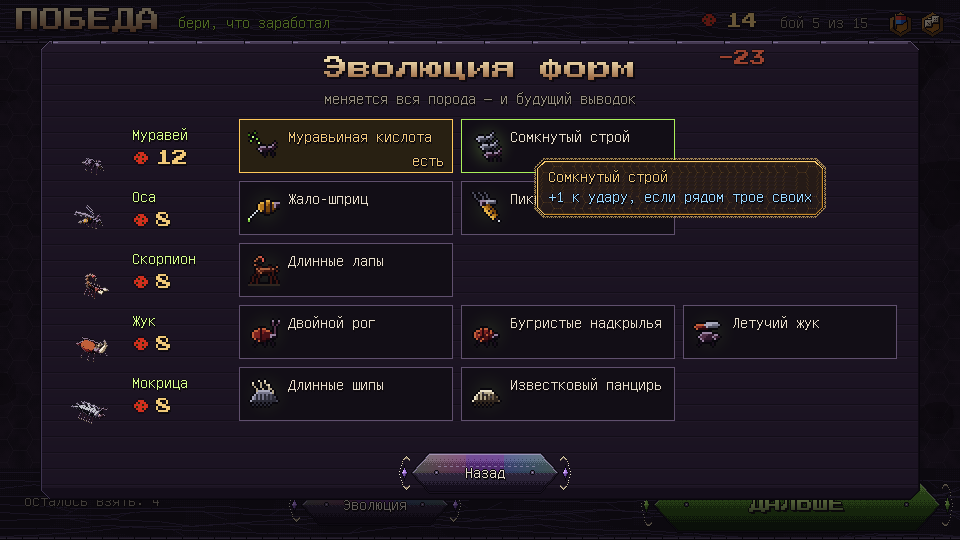 ПОБЕДА
бери, что заработал
14
бой 5 из 15
-23
Эволюция форм
меняется вся порода — и будущий выводок
Муравей
12
Муравьиная кислота
есть
Сомкнутый строй
Сомкнутый строй
+1 к удару, если рядом трое своих
Оса
8
Жало-шприц
Скорпион
8
Длинные лапы
Жук
8
Двойной рог
Бугристые надкрылья
Летучий жук
Мокрица
8
Длинные шипы
Известковый панцирь
Назад
осталось взять: 4
Эволюция
ДАЛЬШЕ